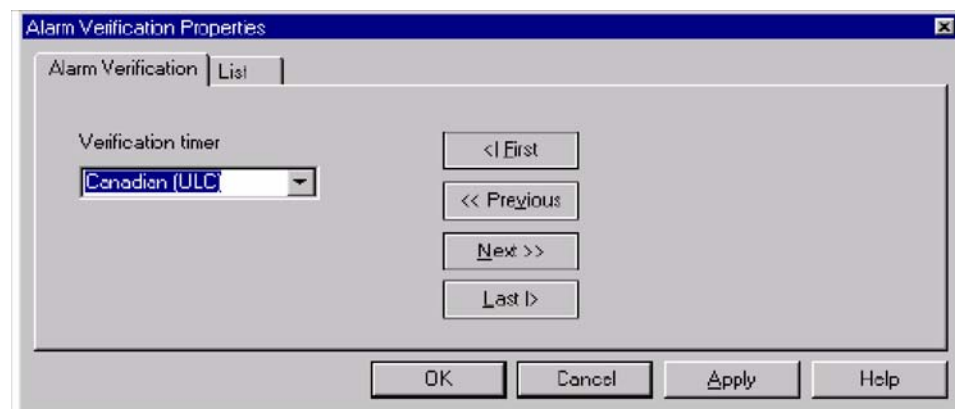 Alarm Verification Properties
Alarm Verification List
Verification timer
Canadian (ULC)
<| First
<< Previous
Next >>
Last |>
OK Cancel Apply Help